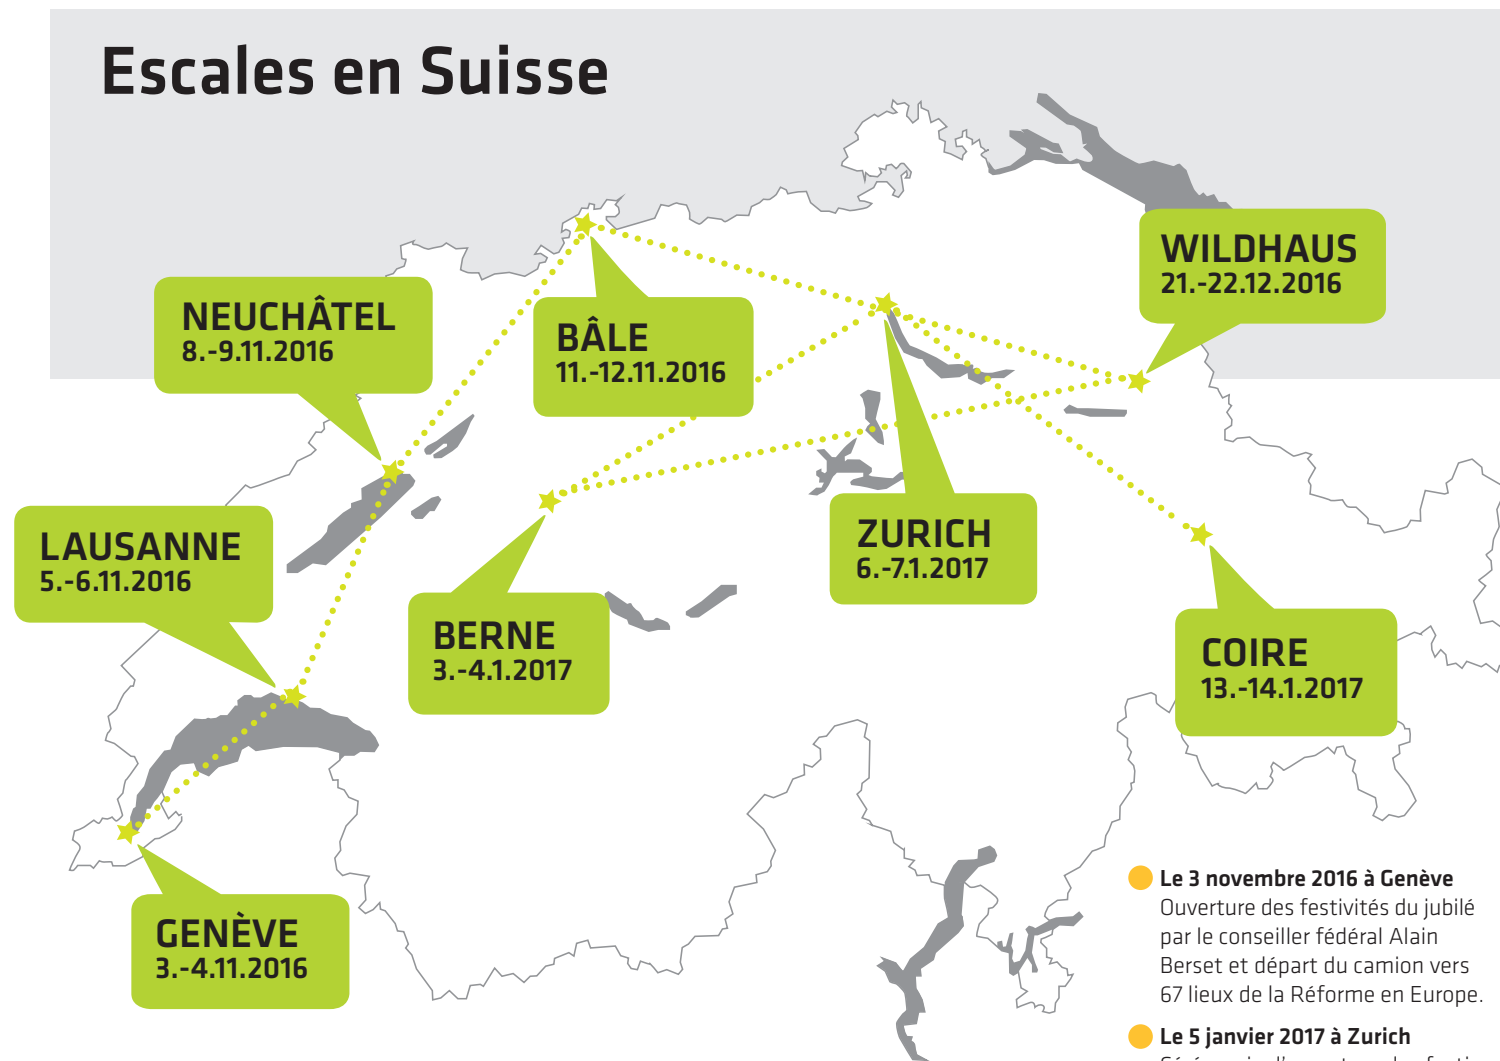 Escales en Suisse
WILDHAUS
21.-22.12.2016
NEUCHÂTEL
8.-9.11.2016
BÂLE
11.-12.11.2016
LAUSANNE
5.-6.11.2016
ZURICH
6.-7.1.2017
BERNE
3.-4.1.2017
COIRE
13.-14.1.2017
GENÈVE
3.-4.11.2016
Le 3 novembre 2016 à Genève
Ouverture des festivités du jubilé
par le conseiller fédéral Alain
Berset et départ du camion vers
67 lieux de la Réforme en Europe.
Le 5 janvier 2017 à Zurich